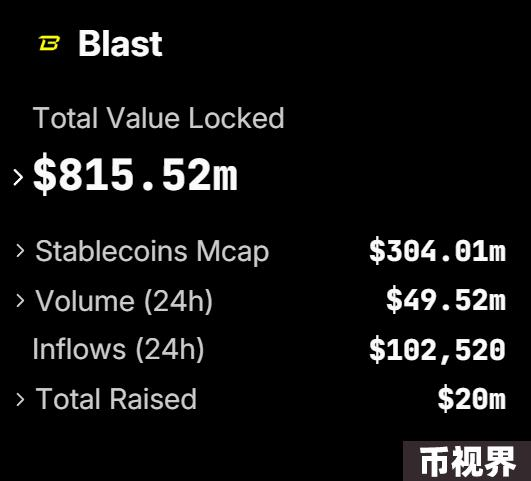 Blast
Total Value Locked
$815.52m
Stablecoins Mcap $304.01m
Volume (24h) $49.52m
Inflows (24h) $102,520
Total Raised $20m
币视界